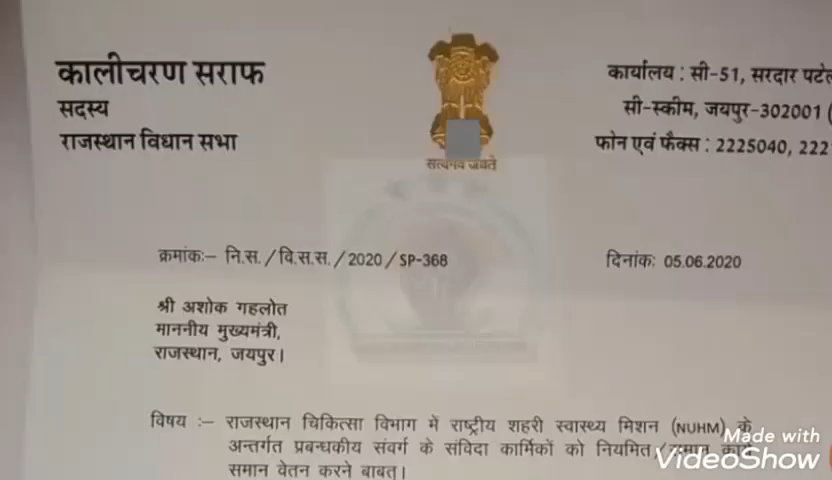 कालीचरण सराफ
सदस्य
राजस्थान विधान सभा
सत्यमेव जयते
कार्यालय : सी-51, सरदार पटेल
सी-स्कीम, जयपुर-302001 (
फोन एवं फैक्स : 2225040, 222
क्रमांक:– नि.स./वि.स.स./2020/SP-368
दिनांक: 05.06.2020
श्री अशोक गहलोत
माननीय मुख्यमंत्री,
राजस्थान, जयपुर।
विषय :– राजस्थान चिकित्सा विभाग में राष्ट्रीय शहरी स्वास्थ्य मिशन (NUHM) के
अन्तर्गत प्रबन्धकीय संवर्ग के संविदा कार्मिकों को नियमित/
समान वेतन करने बाबत्।
Made with
VideoShow